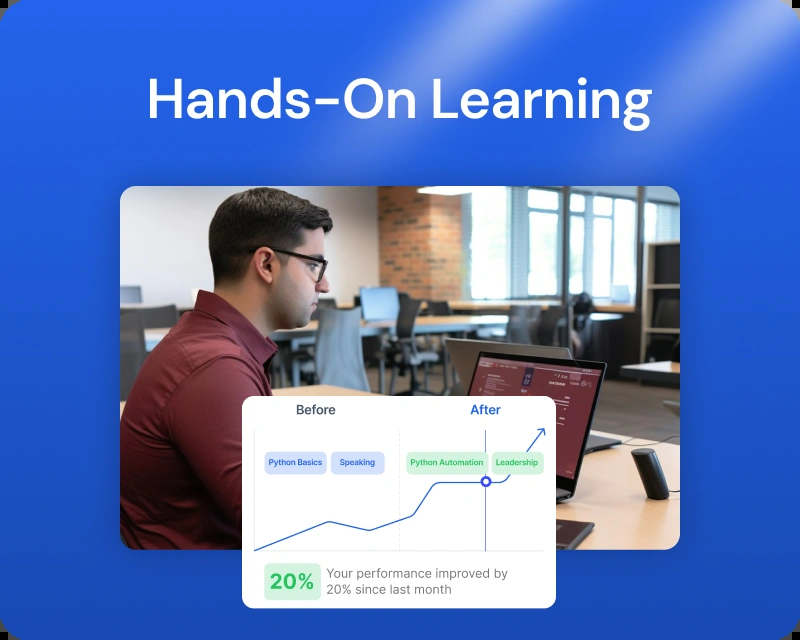 Hands-On Learning
Before
After
Python Basics
Speaking
Python Automation
Leadership
20%
Your performance improved by
20% since last month